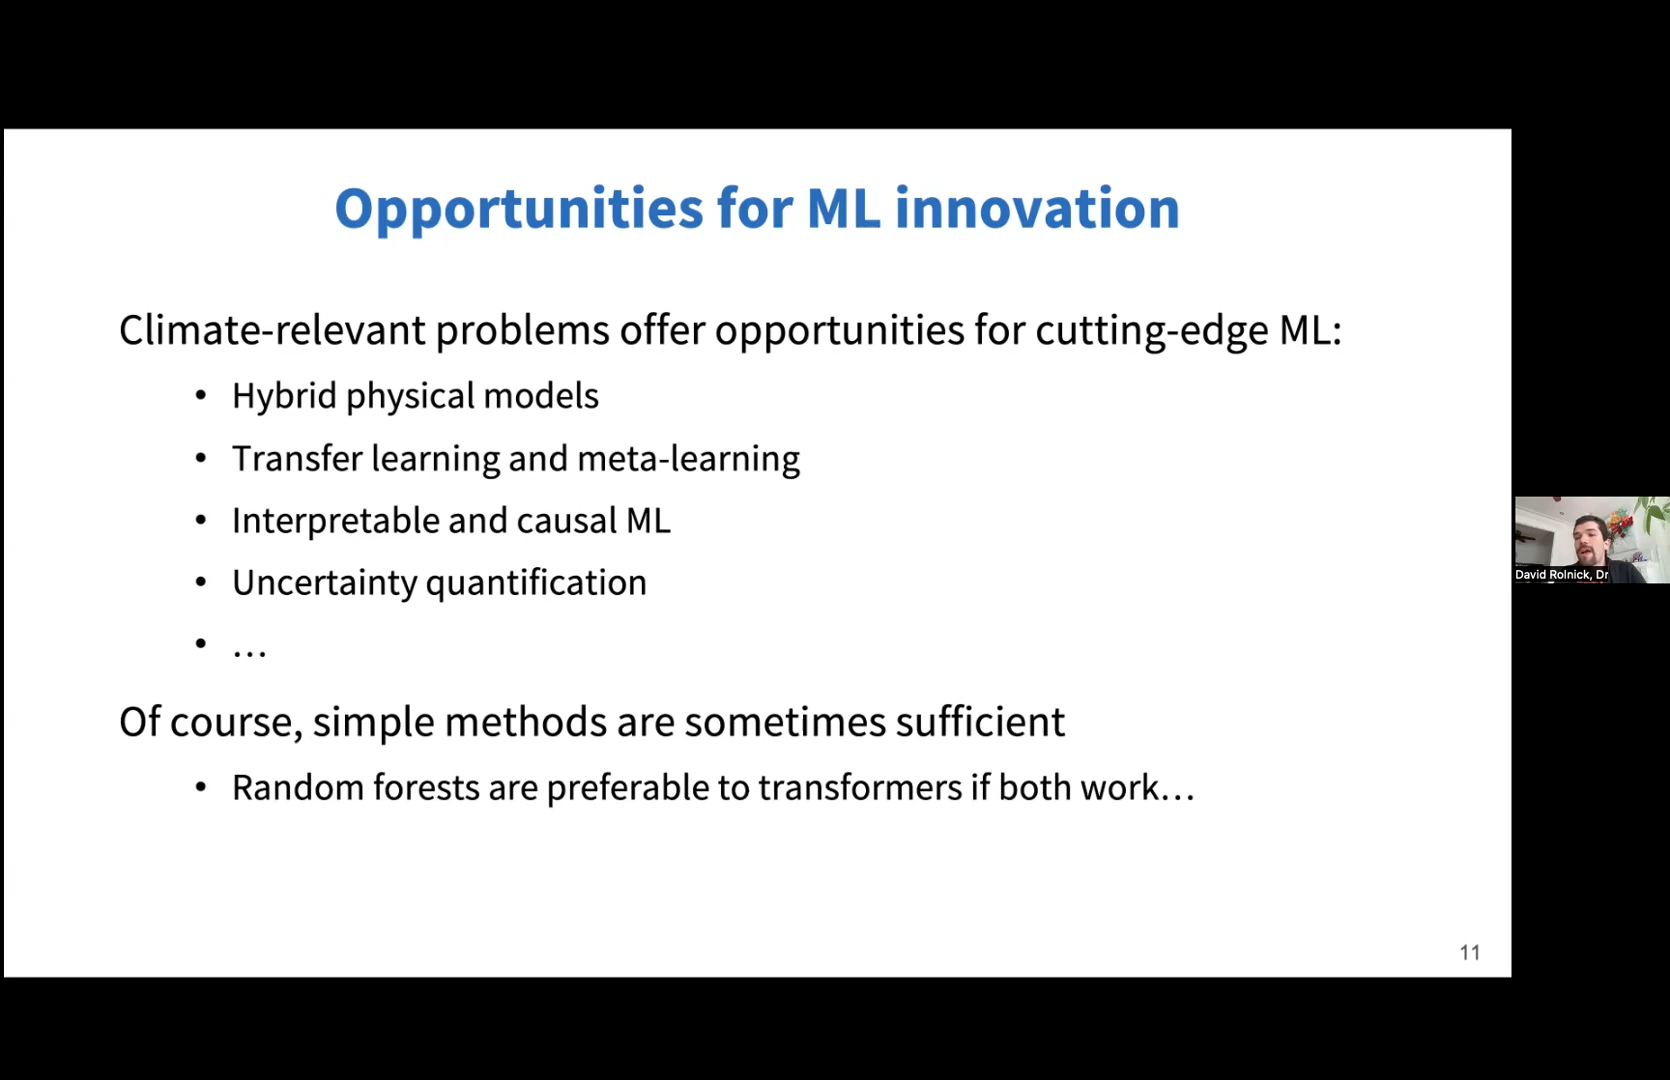 Opportunities for ML innovation
Climate-relevant problems offer opportunities for cutting-edge ML:
• Hybrid physical models
• Transfer learning and meta-learning
• Interpretable and causal ML
• Uncertainty quantification
• …
Of course, simple methods are sometimes sufficient
• Random forests are preferable to transformers if both work…
David Rolnick, Dr
11